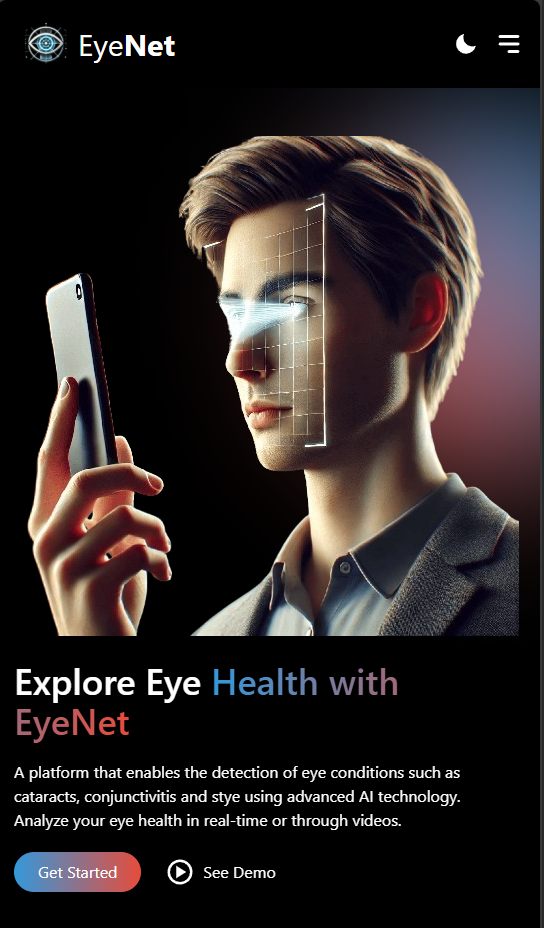 EyeNet
Explore Eye Health with
EyeNet
A platform that enables the detection of eye conditions such as
cataracts, conjunctivitis and stye using advanced AI technology.
Analyze your eye health in real-time or through videos.
Get Started
See Demo